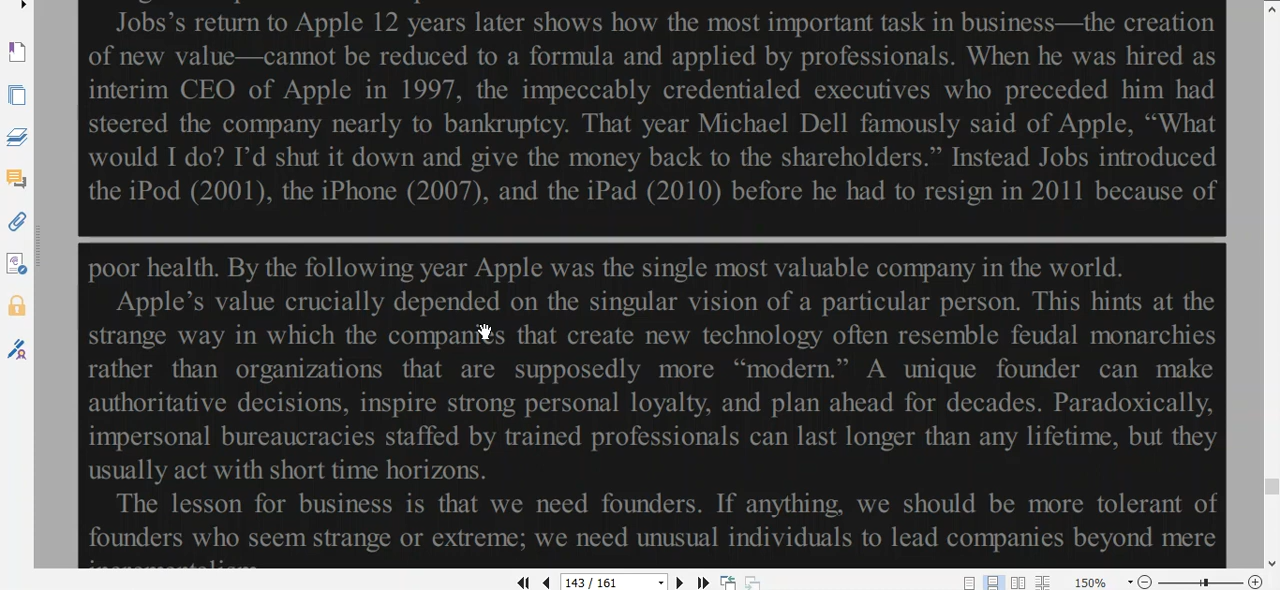 Jobs’s return to Apple 12 years later shows how the most important task in business—the creation
of new value—cannot be reduced to a formula and applied by professionals. When he was hired as
interim CEO of Apple in 1997, the impeccably credentialed executives who preceded him had
steered the company nearly to bankruptcy. That year Michael Dell famously said of Apple, “What
would I do? I’d shut it down and give the money back to the shareholders.” Instead Jobs introduced
the iPod (2001), the iPhone (2007), and the iPad (2010) before he had to resign in 2011 because of
poor health. By the following year Apple was the single most valuable company in the world.
Apple’s value crucially depended on the singular vision of a particular person. This hints at the
strange way in which the companies that create new technology often resemble feudal monarchies
rather than organizations that are supposedly more “modern.” A unique founder can make
authoritative decisions, inspire strong personal loyalty, and plan ahead for decades. Paradoxically,
impersonal bureaucracies staffed by trained professionals can last longer than any lifetime, but they
usually act with short time horizons.
The lesson for business is that we need founders. If anything, we should be more tolerant of
founders who seem strange or extreme; we need unusual individuals to lead companies beyond mere
incrementalism.
143 / 161
150%